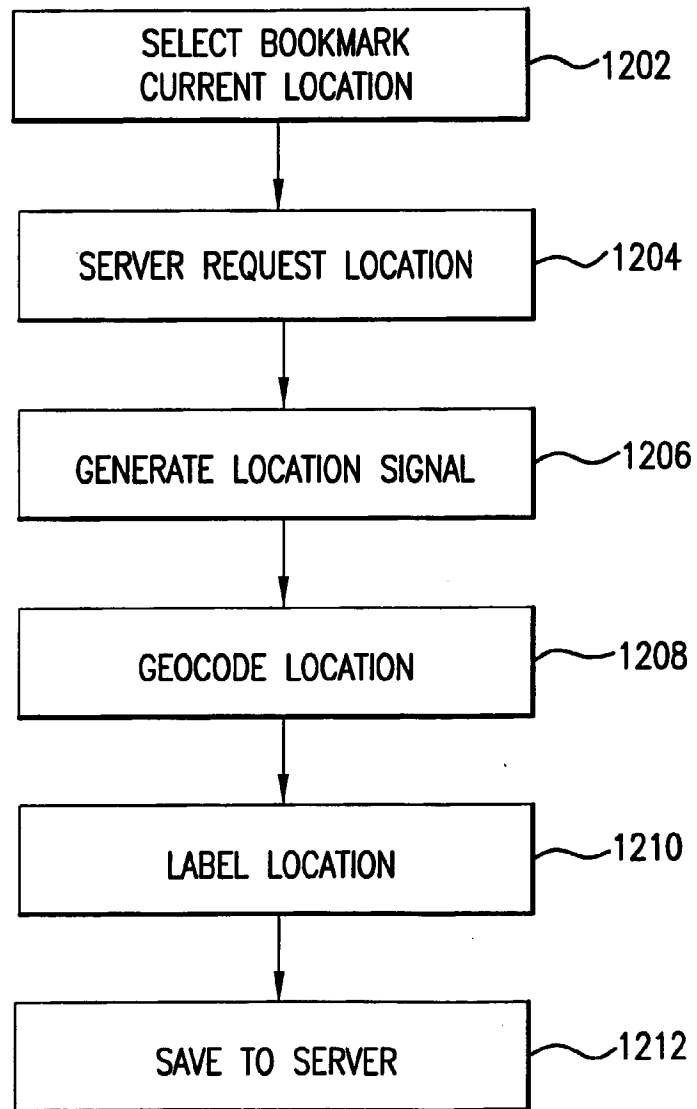 SELECT BOOKMARK
CURRENT LOCATION
1202
SERVER REQUEST LOCATION
1204
GENERATE LOCATION SIGNAL
1206
GEOCODE LOCATION
1208
LABEL LOCATION
1210
SAVE TO SERVER
1212